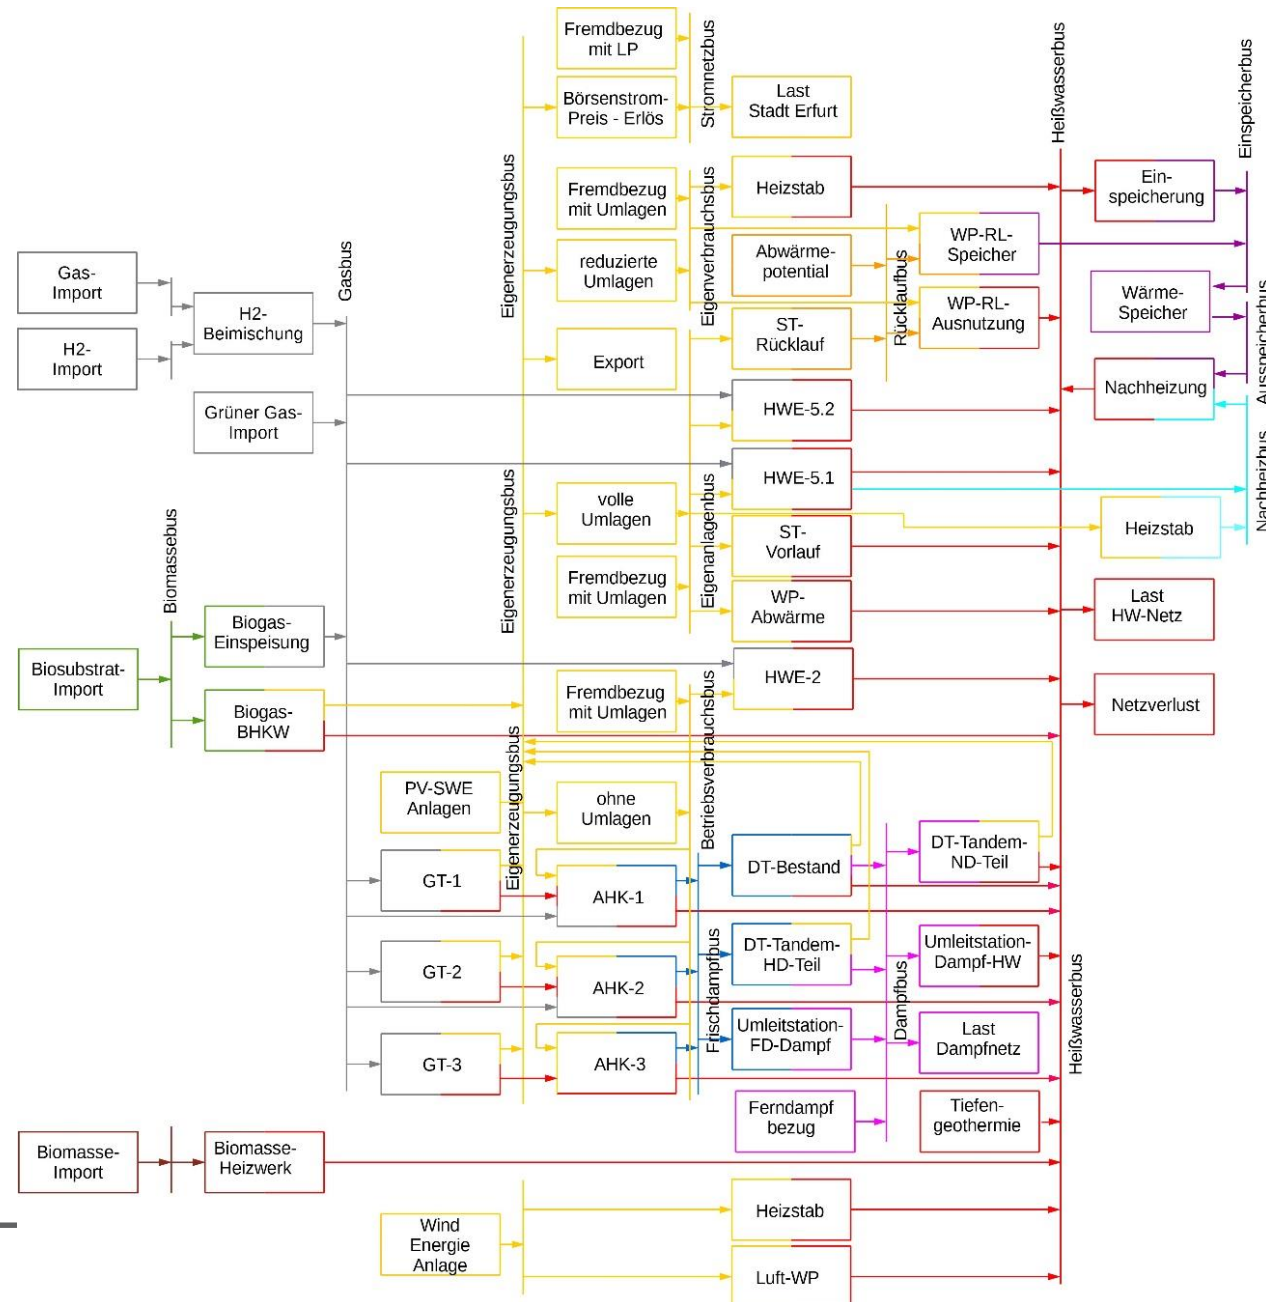 Fremdbezug
mit LP
Börsenstrom-
Preis - Erlös
Stromnetzbus
Last
Stadt Erfurt
Heißwasserbus
Einspeicherbus
Eigenerzeugungsbus
Fremdbezug
mit Umlagen
reduzierte
Umlagen
Export
Eigenverbrauchsbus
Heizstab
Abwärme-
potential
ST-
Rücklauf
Rücklaufbus
WP-RL-
Speicher
WP-RL-
Ausnutzung
Ein-
speicherung
Wärme-
Speicher
Nachheizung
Ausspeicherbus
Gas-
Import
H2-
Import
H2-
Beimischung
Grüner Gas-
Import
Gasbus
HWE-5.2
HWE-5.1
Eigenerzeugungsbus
volle
Umlagen
Fremdbezug
mit Umlagen
Eigenanlagenbus
ST-
Vorlauf
WP-
Abwärme
Heizstab
Nachheizbus
Last
HW-Netz
Netzverlust
Biomassebus
Biosubstrat-
Import
Biogas-
Einspeisung
Biogas-
BHKW
Fremdbezug
mit Umlagen
Betriebsverbrauchsbus
HWE-2
Eigenerzeugungsbus
PV-SWE
Anlagen
ohne
Umlagen
GT-1
AHK-1
DT-Bestand
DT-Tandem-
ND-Teil
GT-2
AHK-2
Frischdampfbus
DT-Tandem-
HD-Teil
Dampfbus
Umleitstation-
Dampf-HW
GT-3
AHK-3
Umleitstation-
FD-Dampf
Last
Dampfnetz
Heißwasserbus
Ferndampf
bezug
Tiefen-
geothermie
Biomasse-
Import
Biomasse-
Heizwerk
Wind
Energie
Anlage
Heizstab
Luft-WP